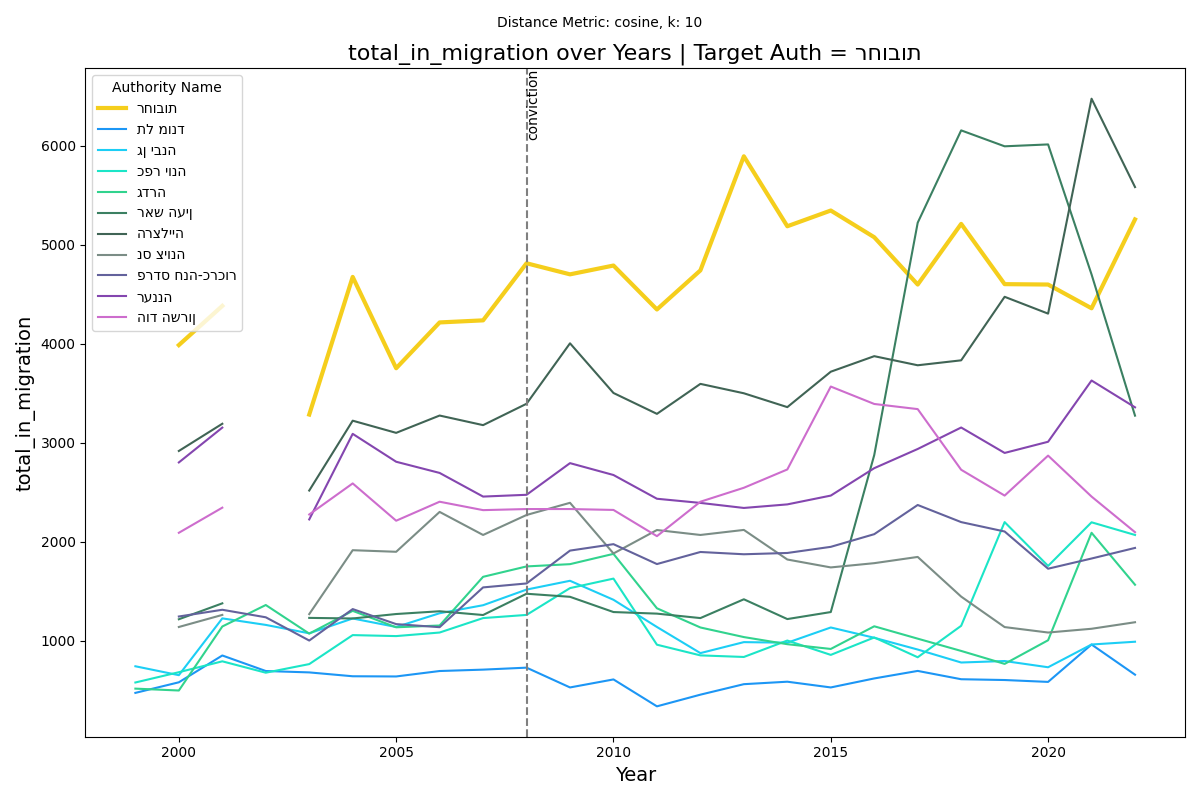 Distance Metric: cosine, k: 10
total_in_migration over Years | Target Auth = רחובות
conviction
Authority Name
רחובות
תל מונד
גן יבנה
כפר יונה
גדרה
ראש העין
הרצלייה
נס ציונה
פרדס חנה-כרכור
רעננה
הוד השרון
total_in_migration
6000
5000
4000
3000
2000
1000
2000
2005
2010
2015
2020
Year